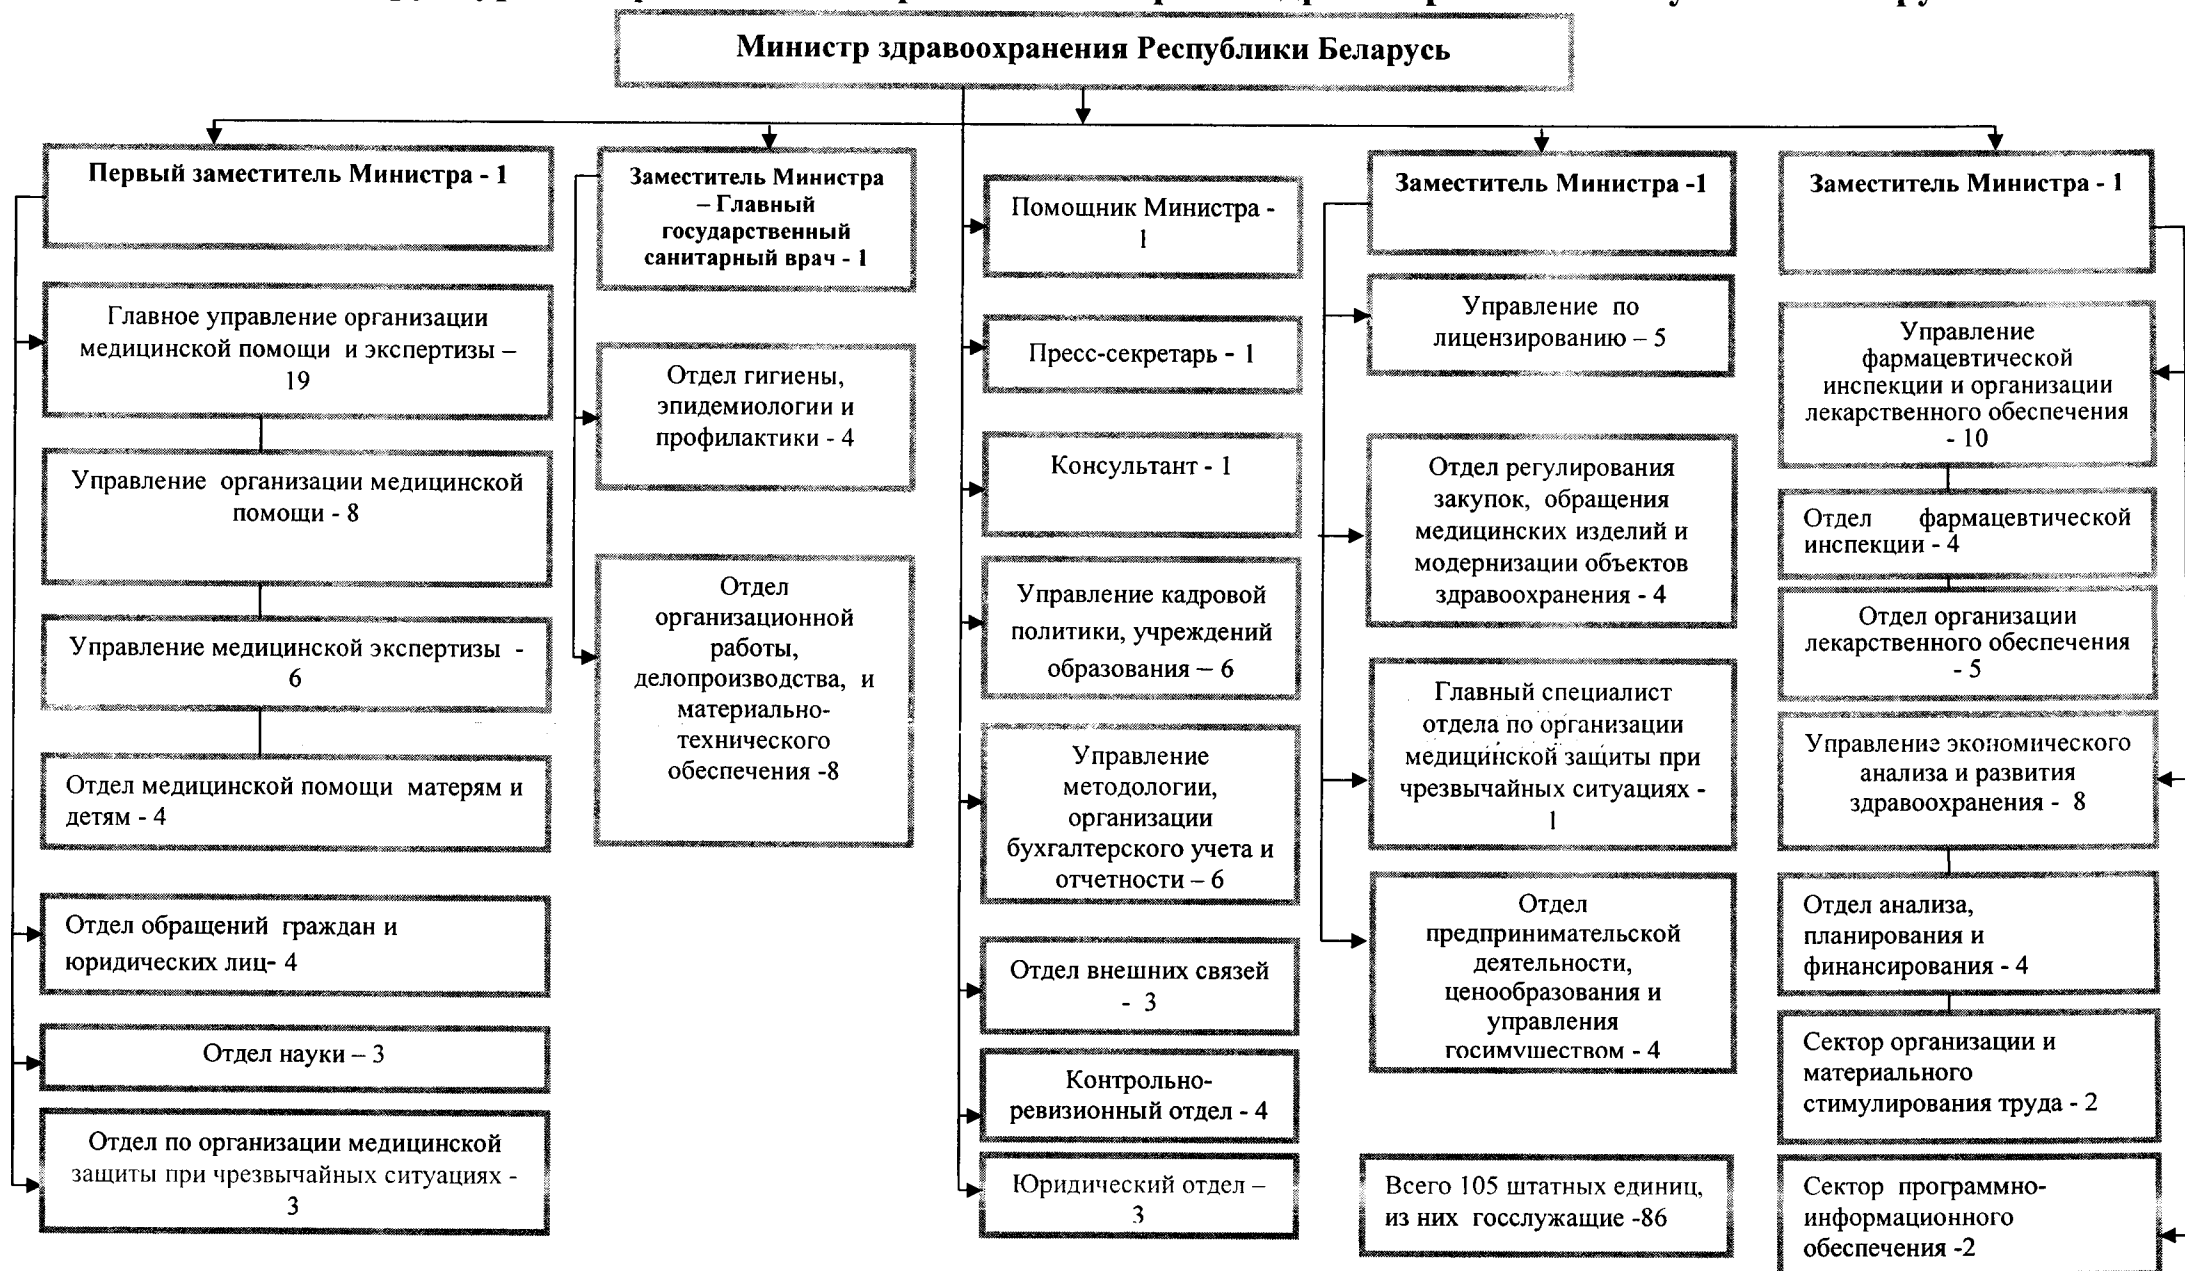 Министр здравоохранения Республики Беларусь
Первый заместитель Министра - 1
Главное управление организации
медицинской помощи и экспертизы –
19
Управление организации медицинской
помощи - 8
Управление медицинской экспертизы -
6
Отдел медицинской помощи матерям и
детям - 4
Отдел обращений граждан и
юридических лиц- 4
Отдел науки – 3
Отдел по организации медицинской
защиты при чрезвычайных ситуациях -
3
Заместитель Министра
– Главный
государственный
санитарный врач - 1
Отдел гигиены,
эпидемиологии и
профилактики - 4
Отдел
организационной
работы,
делопроизводства, и
материально-
технического
обеспечения -8
Помощник Министра -
1
Пресс-секретарь - 1
Консультант - 1
Управление кадровой
политики, учреждений
образования – 6
Управление
методологии,
организации
бухгалтерского учета и
отчетности – 6
Отдел внешних связей
- 3
Контрольно-
ревизионный отдел - 4
Юридический отдел –
3
Заместитель Министра -1
Управление по
лицензированию – 5
Отдел регулирования
закупок, обращения
медицинских изделий и
модернизации объектов
здравоохранения - 4
Главный специалист
отдела по организации
медицинской защиты при
чрезвычайных ситуациях -
1
Отдел
предпринимательской
деятельности,
ценообразования и
управления
госимуществом - 4
Всего 105 штатных единиц,
из них госслужащие -86
Заместитель Министра - 1
Управление
фармацевтической
инспекции и организации
лекарственного обеспечения
- 10
Отдел фармацевтической
инспекции - 4
Отдел организации
лекарственного обеспечения
- 5
Управление экономического
анализа и развития
здравоохранения - 8
Отдел анализа,
планирования и
финансирования - 4
Сектор организации и
материального
стимулирования труда - 2
Сектор программно-
информационного
обеспечения -2